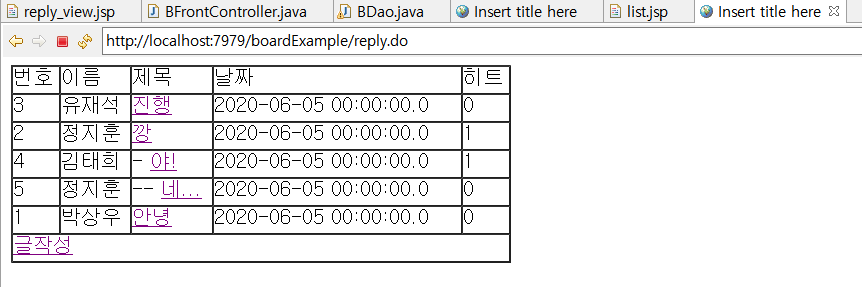 reply_view.jsp BFrontController.java BDao.java Insert title here list.jsp Insert title here
http://localhost:7979/boardExample/reply.do
번호 이름 제목 날짜 히트
3 유재석 진행 2020-06-05 00:00:00.0 0
2 정지훈 깡 2020-06-05 00:00:00.0 1
4 김태희 - 야! 2020-06-05 00:00:00.0 1
5 정지훈 -- 네... 2020-06-05 00:00:00.0 0
1 박상우 안녕 2020-06-05 00:00:00.0 0
글작성